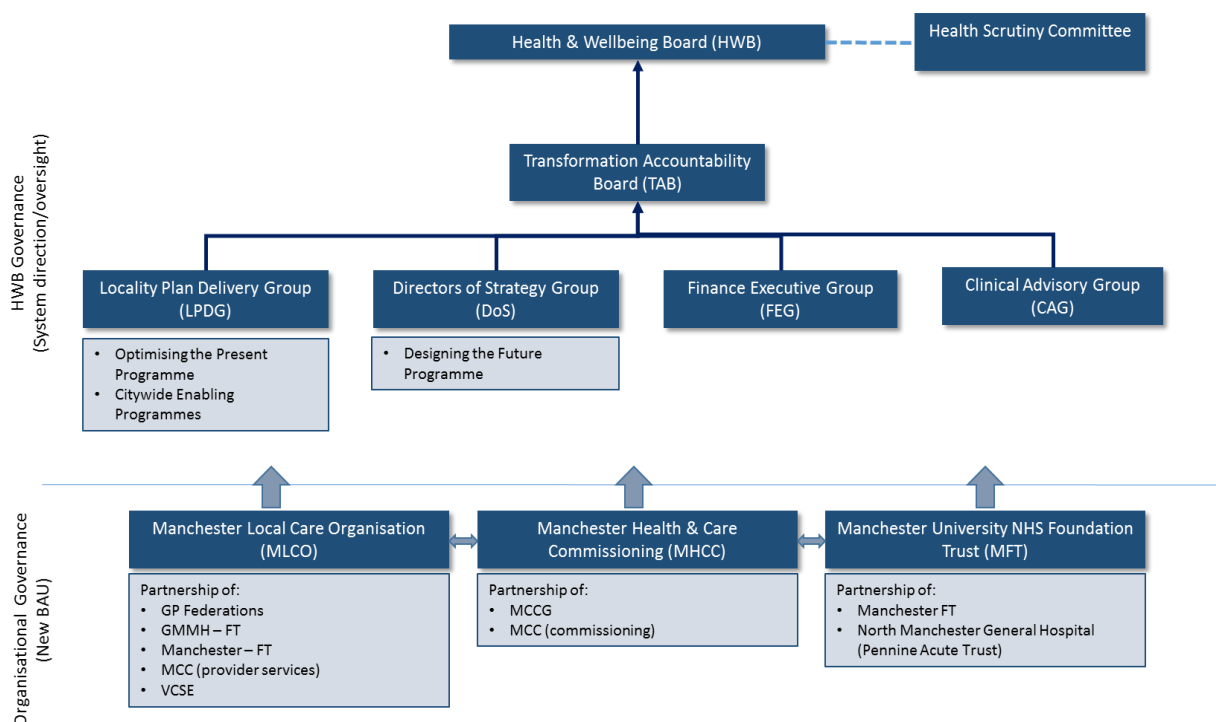 Health & Wellbeing Board (HWB)
Health Scrutiny Committee
HWB Governance
(System direction/oversight)
Transformation Accountability
Board (TAB)
Locality Plan Delivery Group
(LPDG)
• Optimising the Present
Programme
• Citywide Enabling
Programmes
Directors of Strategy Group
(DoS)
• Designing the Future
Programme
Finance Executive Group
(FEG)
Clinical Advisory Group
(CAG)
Organisational Governance
(New BAU)
Manchester Local Care Organisation
(MLCO)
Partnership of:
• GP Federations
• GMMH – FT
• Manchester – FT
• MCC (provider services)
• VCSE
Manchester Health & Care
Commissioning (MHCC)
Partnership of:
• MCCG
• MCC (commissioning)
Manchester University NHS Foundation
Trust (MFT)
Partnership of:
• Manchester FT
• North Manchester General Hospital
(Pennine Acute Trust)